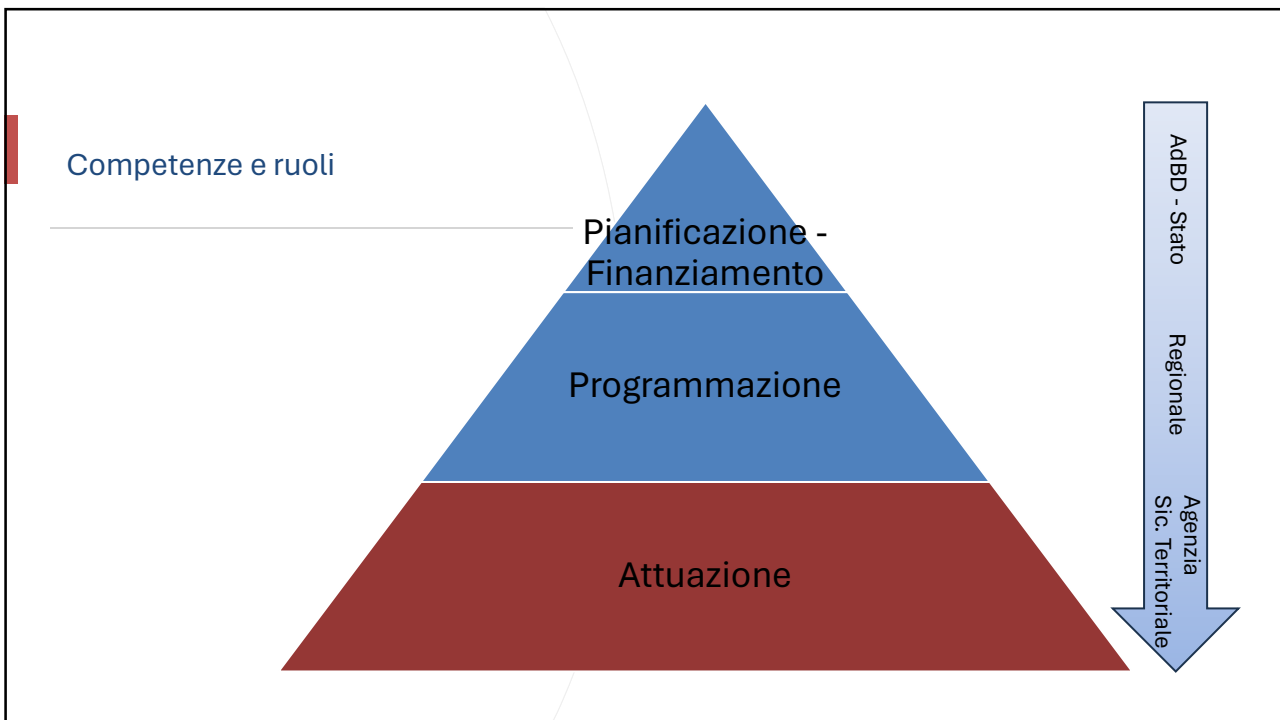 Competenze e ruoli
Pianificazione -
Finanziamento
Programmazione
Attuazione
AdBD - Stato
Regionale
Agenzia
Sic. Territoriale